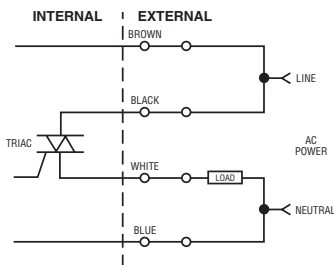 INTERNAL EXTERNAL
BROWN
LINE
BLACK
TRIAC
AC
POWER
WHITE
LOAD
NEUTRAL
BLUE